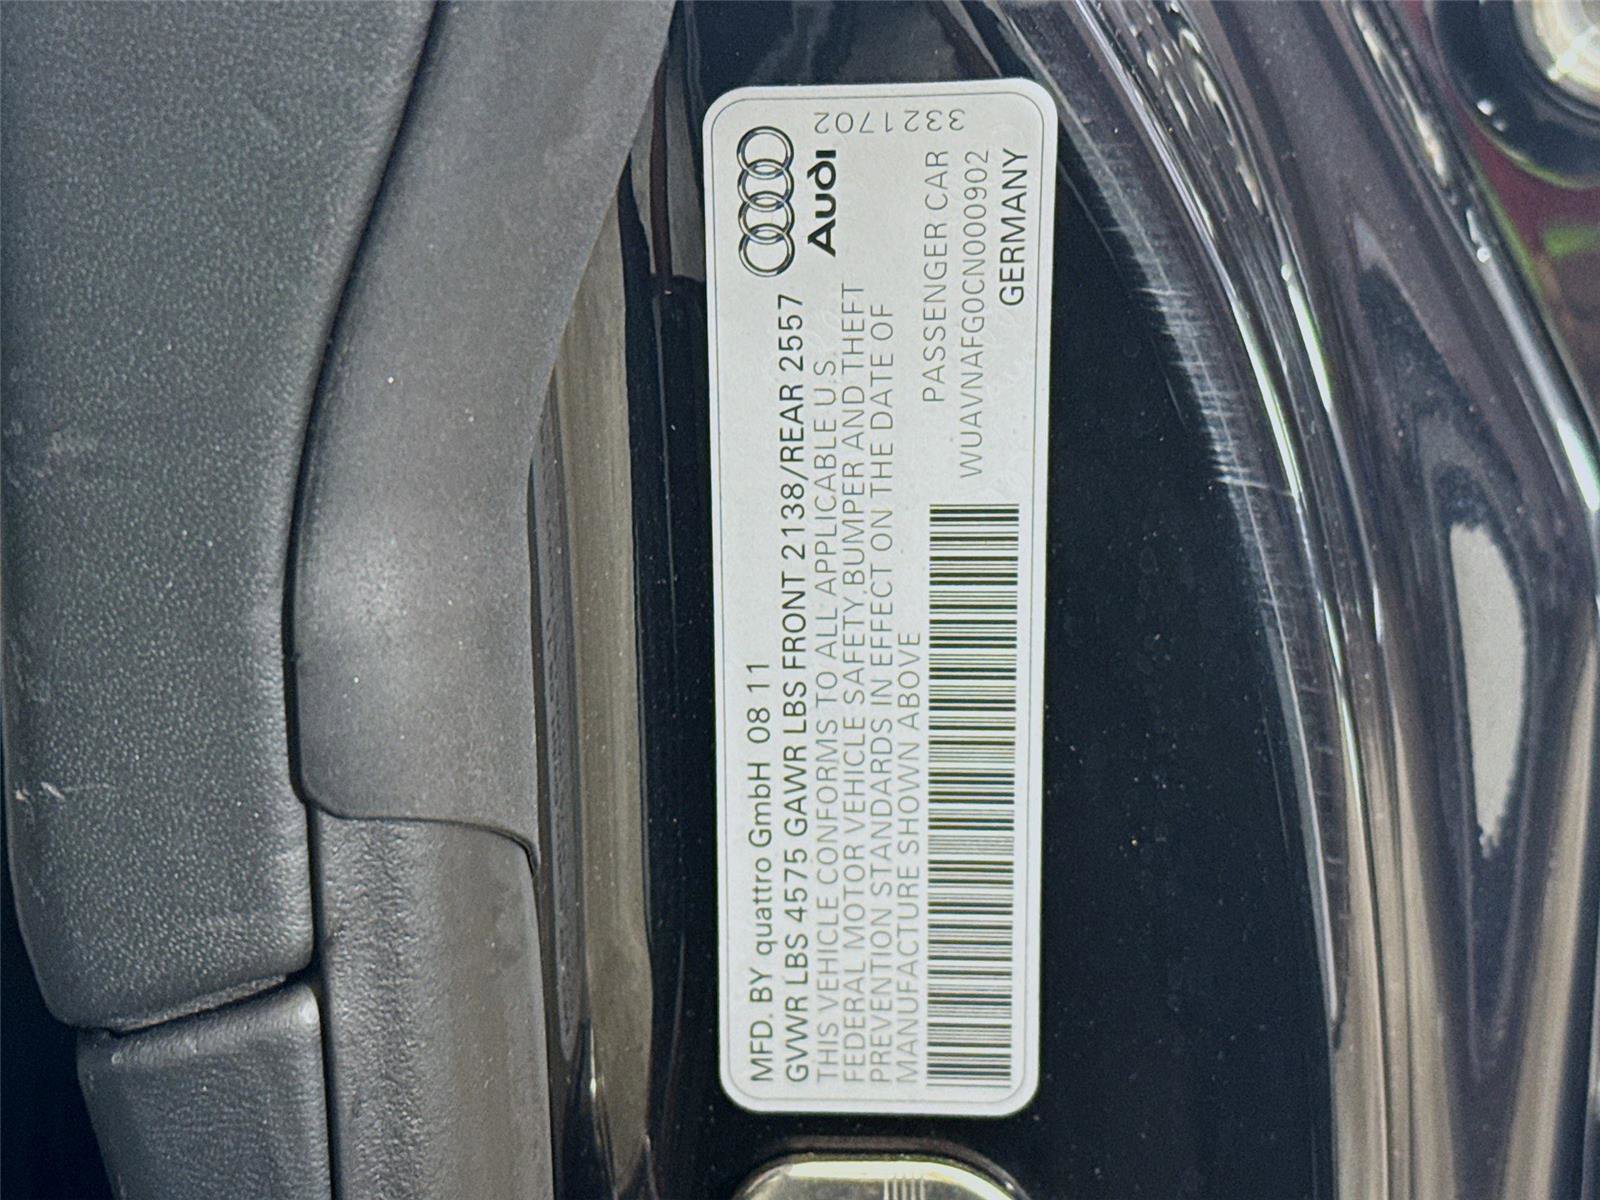 MFD. BY quattro GmbH 08 11
GVWR LBS 4575 GAWR LBS FRONT 2138/REAR 2557
THIS VEHICLE CONFORMS TO ALL APPLICABLE U.S.
FEDERAL MOTOR VEHICLE SAFETY,BUMPER AND THEFT
PREVENTION STANDARDS IN EFFECT ON THE DATE OF
MANUFACTURE SHOWN ABOVE
Audi
3321702
PASSENGER CAR
WUAVNAFG0CN000902
GERMANY